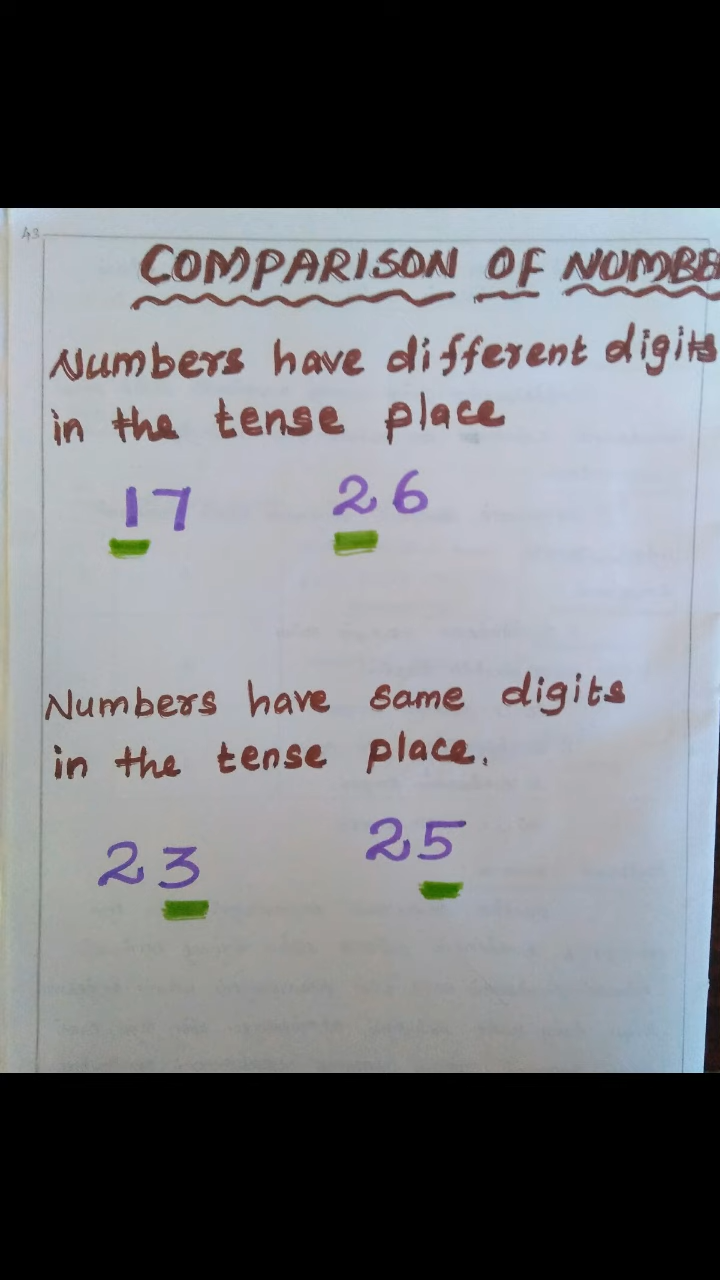 43
COMPARISON OF NUMBE
Numbers have different digits
in the tense place
17 26
Numbers have same digits
in the tense place.
23 25